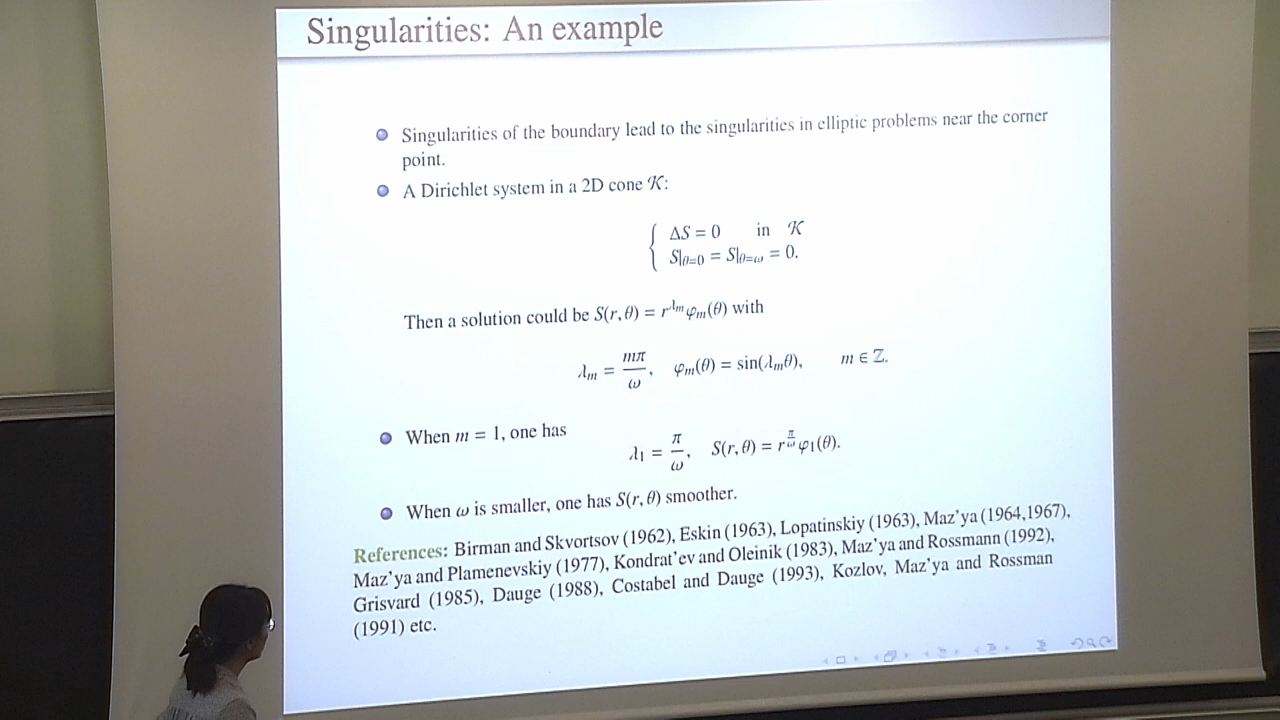 Singularities: An example
Singularities of the boundary lead to the singularities in elliptic problems near the corner
point.
A Dirichlet system in a 2D cone 𝒦:
ΔS = 0 in 𝒦
S|θ=0 = S|θ=ω = 0.
Then a solution could be S(r, θ) = r^λm φm(θ) with
λm = mπ/ω, φm(θ) = sin(λmθ), m ∈ ℤ.
When m = 1, one has
λ1 = π/ω, S(r, θ) = r^(π/ω) φ1(θ).
When ω is smaller, one has S(r, θ) smoother.
References: Birman and Skvortsov (1962), Eskin (1963), Lopatinskiy (1963), Maz'ya (1964,1967),
Maz'ya and Plamenevskiy (1977), Kondrat'ev and Oleinik (1983), Maz'ya and Rossmann (1992),
Grisvard (1985), Dauge (1988), Costabel and Dauge (1993), Kozlov, Maz'ya and Rossman
(1991) etc.